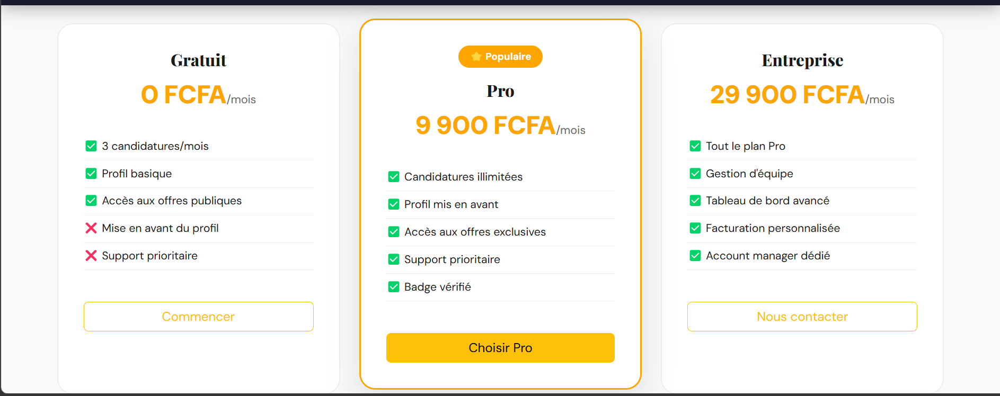 Gratuit
0 FCFA/mois
3 candidatures/mois
Profil basique
Accès aux offres publiques
Mise en avant du profil
Support prioritaire
Commencer
Populaire
Pro
9 900 FCFA/mois
Candidatures illimitées
Profil mis en avant
Accès aux offres exclusives
Support prioritaire
Badge vérifié
Choisir Pro
Entreprise
29 900 FCFA/mois
Tout le plan Pro
Gestion d'équipe
Tableau de bord avancé
Facturation personnalisée
Account manager dédié
Nous contacter